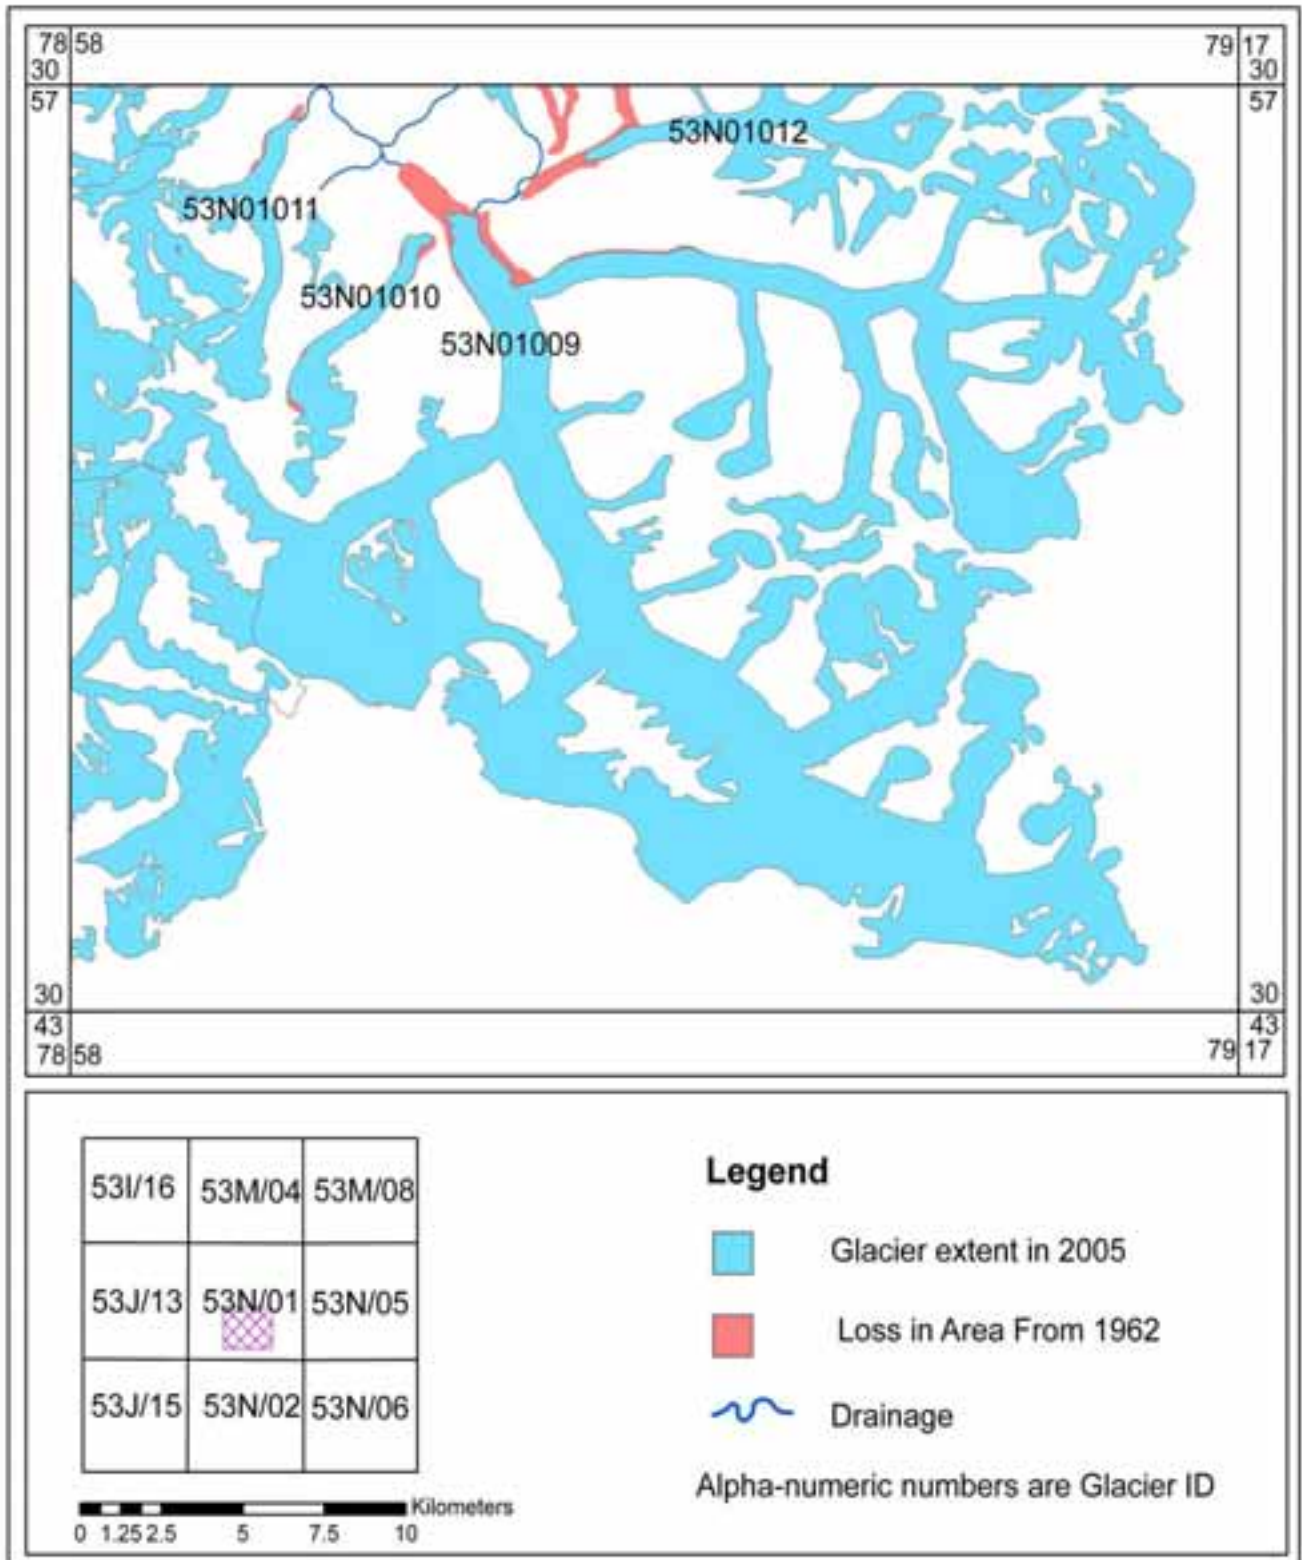 78 58
79 17
30
30
57
57
53N01012
53N01011
53N01010
53N01009
30
30
43
43
78 58
79 17
53I/16 53M/04 53M/08
53J/13 53N/01 53N/05
53J/15 53N/02 53N/06
Legend
Glacier extent in 2005
Loss in Area From 1962
Drainage
Alpha-numeric numbers are Glacier ID
Kilometers
0 1.25 2.5 5 7.5 10